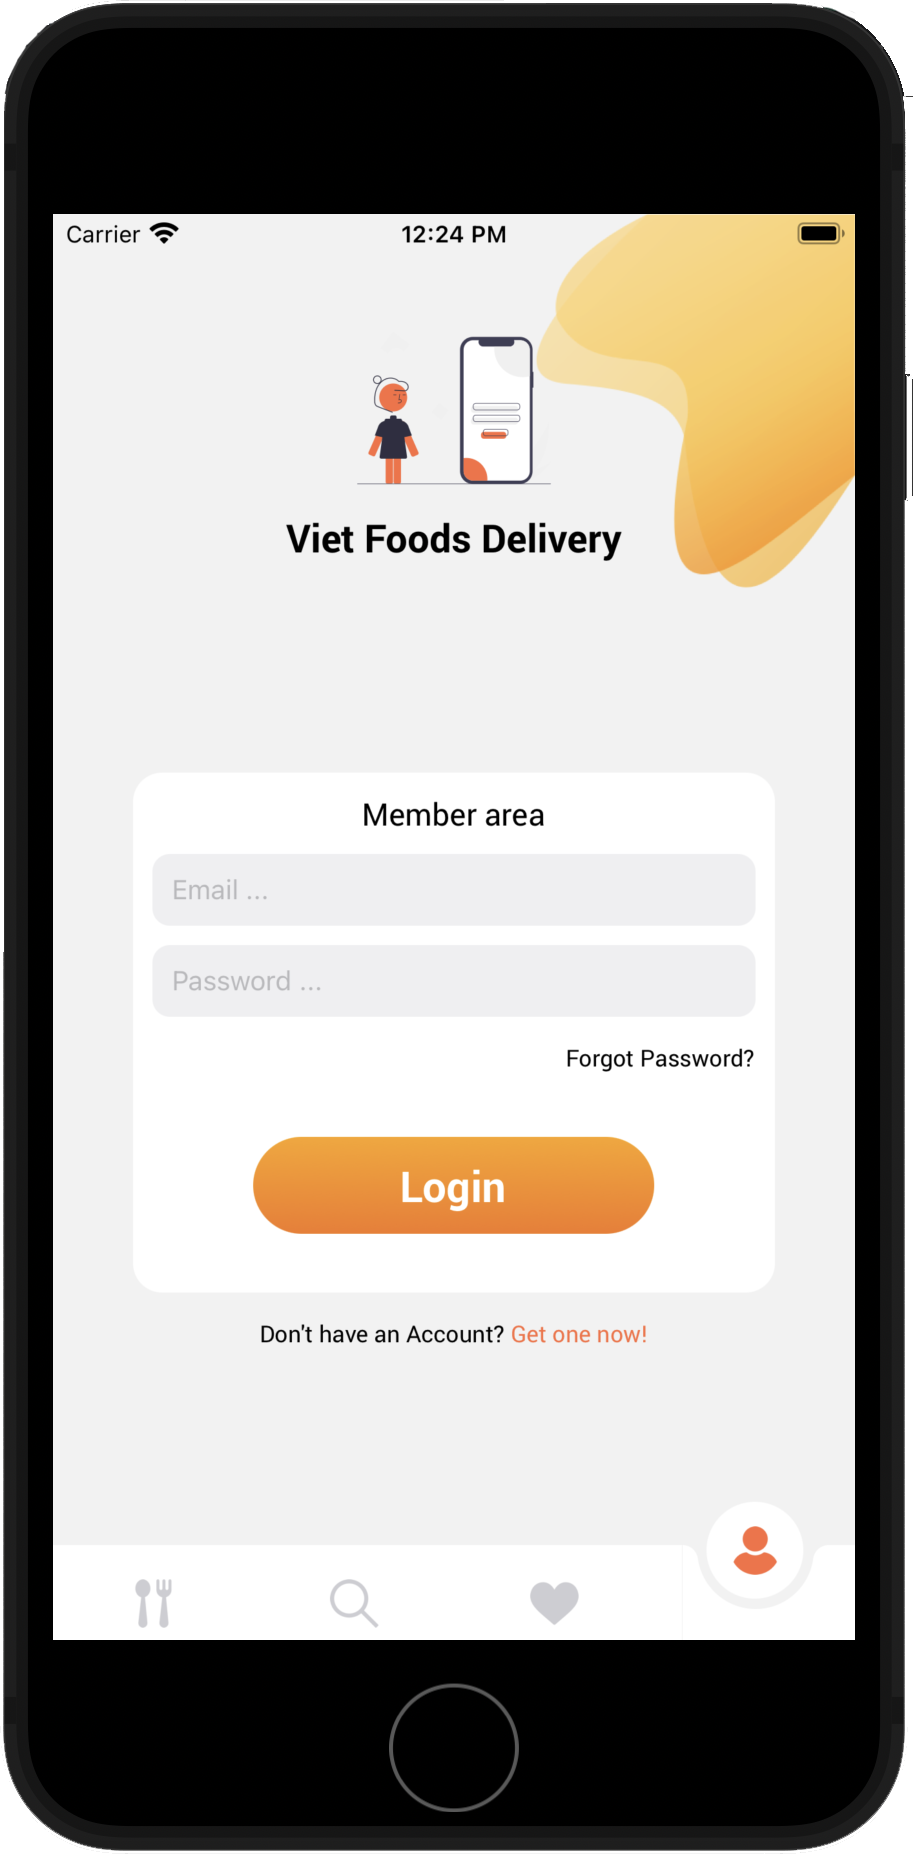 Carrier 12:24 PM
Viet Foods Delivery
Member area
Email ...
Password ...
Forgot Password?
Login
Don't have an Account? Get one now!